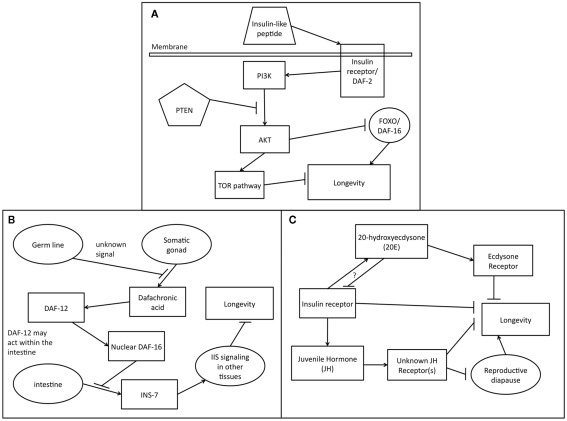 A
Insulin-like
peptide
Membrane
Insulin
receptor/
DAF-2
PI3K
PTEN
FOXO/
DAF-16
AKT
TOR pathway
Longevity
B
Germ line
unknown
signal
Somatic
gonad
DAF-12
Dafachronic
acid
Longevity
DAF-12 may
act within the
intestine
Nuclear DAF-16
IIS signaling
in other
tissues
intestine
INS-7
C
20-hydroxyecdysone
(20E)
Ecdysone
Receptor
?
Insulin receptor
Longevity
Juvenile Hormone
(JH)
Unknown JH
Receptor(s)
Reproductive
diapause